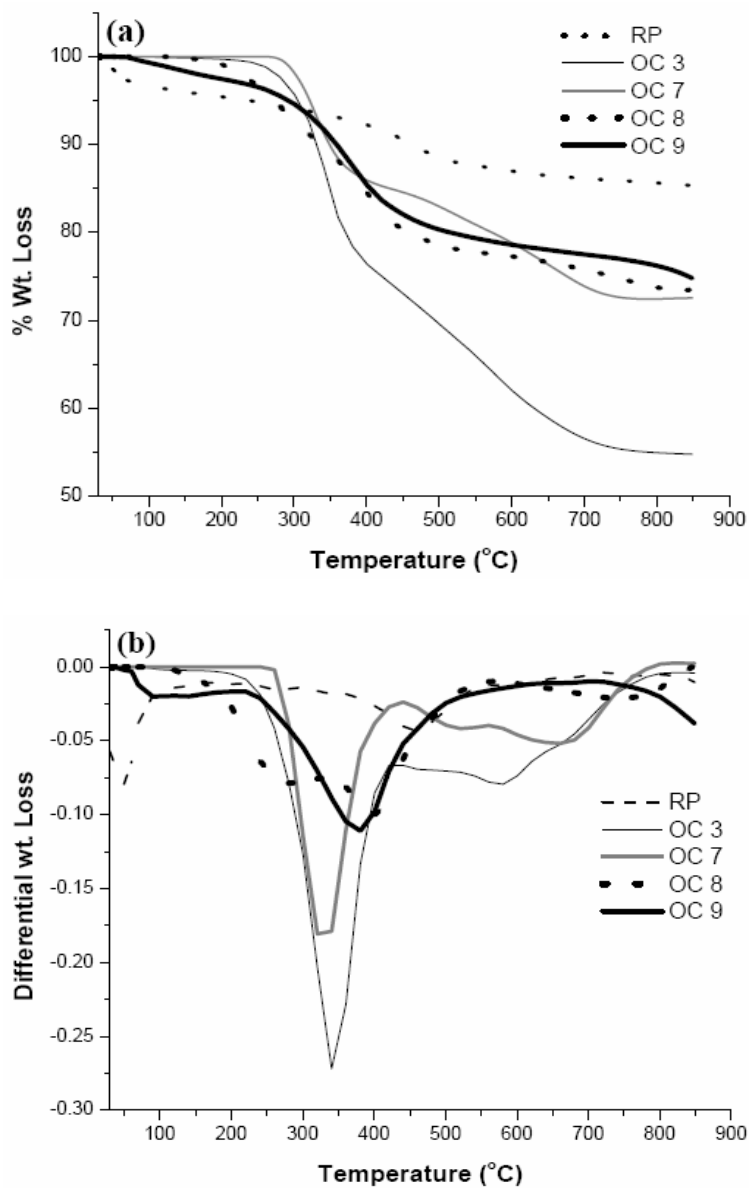 (a)
RP
OC 3
OC 7
OC 8
OC 9
100
90
80
70
60
50
% Wt. Loss
100 200 300 400 500 600 700 800 900
Temperature (°C)
(b)
0.00
-0.05
-0.10
-0.15
-0.20
-0.25
-0.30
Differential wt. Loss
RP
OC 3
OC 7
OC 8
OC 9
100 200 300 400 500 600 700 800 900
Temperature (°C)